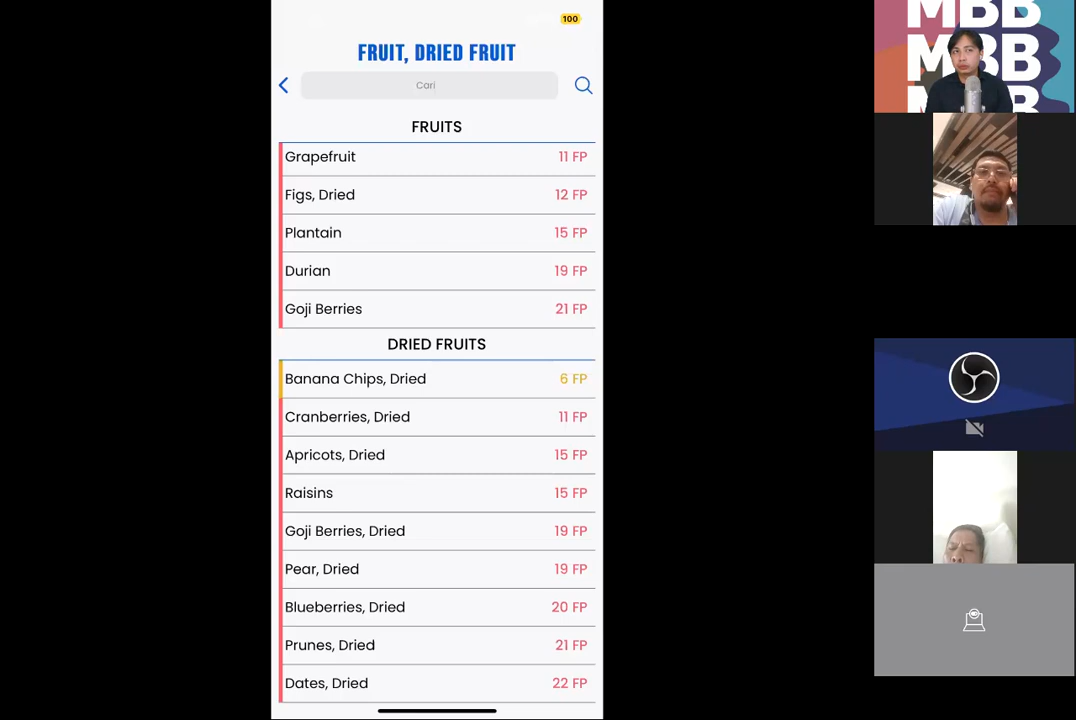 100
FRUIT, DRIED FRUIT
Cari
FRUITS
Grapefruit 11 FP
Figs, Dried 12 FP
Plantain 15 FP
Durian 19 FP
Goji Berries 21 FP
DRIED FRUITS
Banana Chips, Dried 6 FP
Cranberries, Dried 11 FP
Apricots, Dried 15 FP
Raisins 15 FP
Goji Berries, Dried 19 FP
Pear, Dried 19 FP
Blueberries, Dried 20 FP
Prunes, Dried 21 FP
Dates, Dried 22 FP
MBB
MBB
MBB